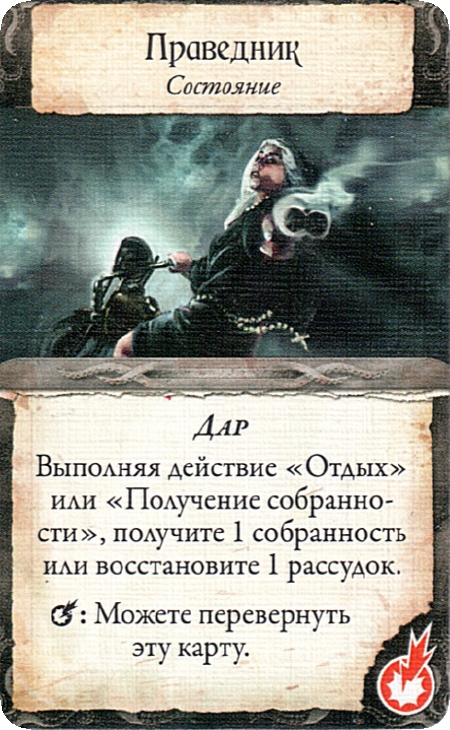 Праведник
Состояние
Дар
Выполняя действие «Отдых»
или «Получение собранно-
сти», получите 1 собранность
или восстановите 1 рассудок.
: Можете перевернуть
эту карту.